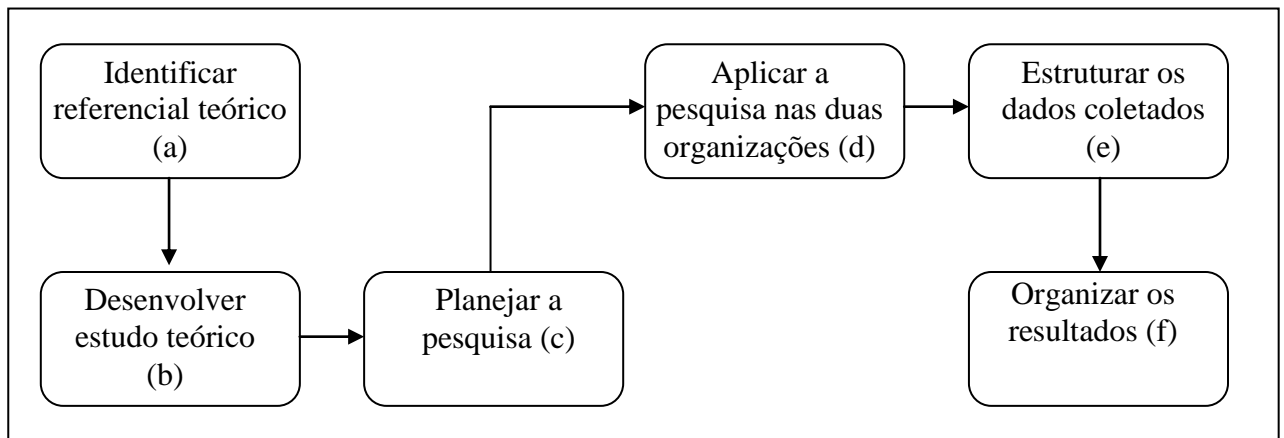 Identificar
referencial teórico
(a)
Desenvolver
estudo teórico
(b)
Planejar a
pesquisa (c)
Aplicar a
pesquisa nas duas
organizações (d)
Estruturar os
dados coletados
(e)
Organizar os
resultados (f)